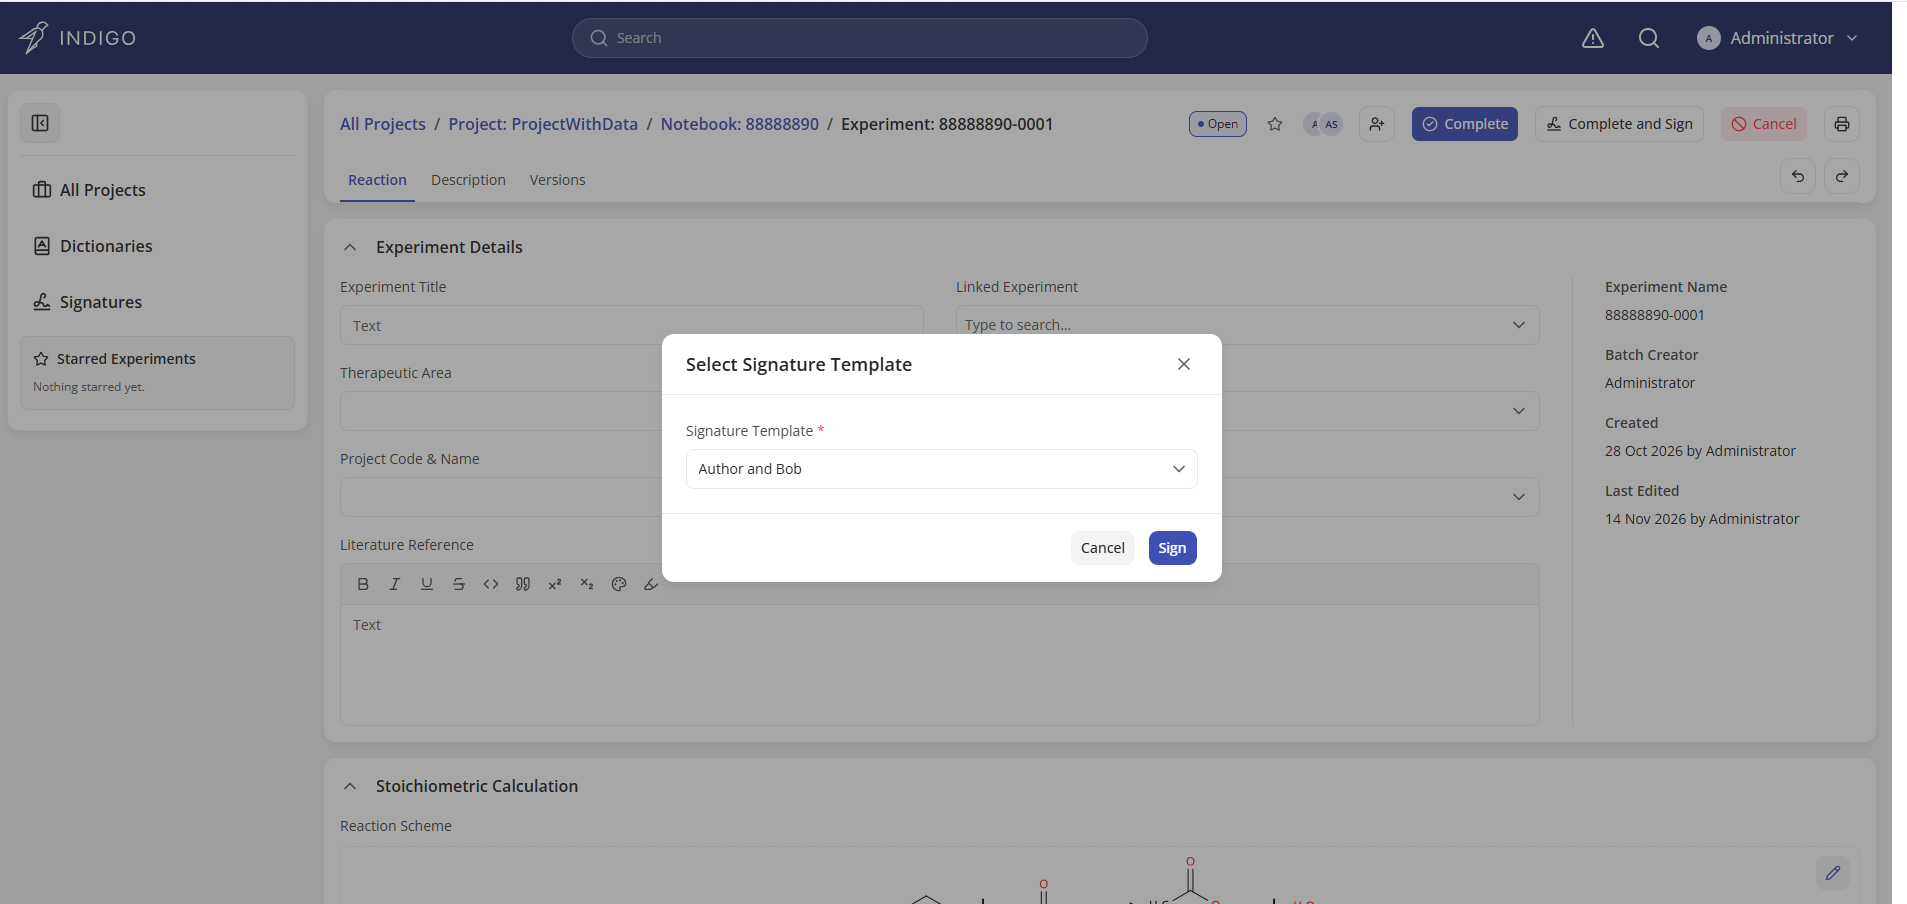 INDIGO
Search
A Administrator
All Projects / Project: ProjectWithData / Notebook: 88888890 / Experiment: 88888890-0001
Open
A AS
Complete
Complete and Sign
Cancel
All Projects
Dictionaries
Signatures
Starred Experiments
Nothing starred yet.
Reaction Description Versions
Experiment Details
Experiment Title
Text
Linked Experiment
Type to search...
Therapeutic Area
Project Code & Name
Literature Reference
B I U S <> x² x₂
Text
Experiment Name
88888890-0001
Batch Creator
Administrator
Created
28 Oct 2026 by Administrator
Last Edited
14 Nov 2026 by Administrator
Select Signature Template
Signature Template *
Author and Bob
Cancel
Sign
Stoichiometric Calculation
Reaction Scheme
O
O